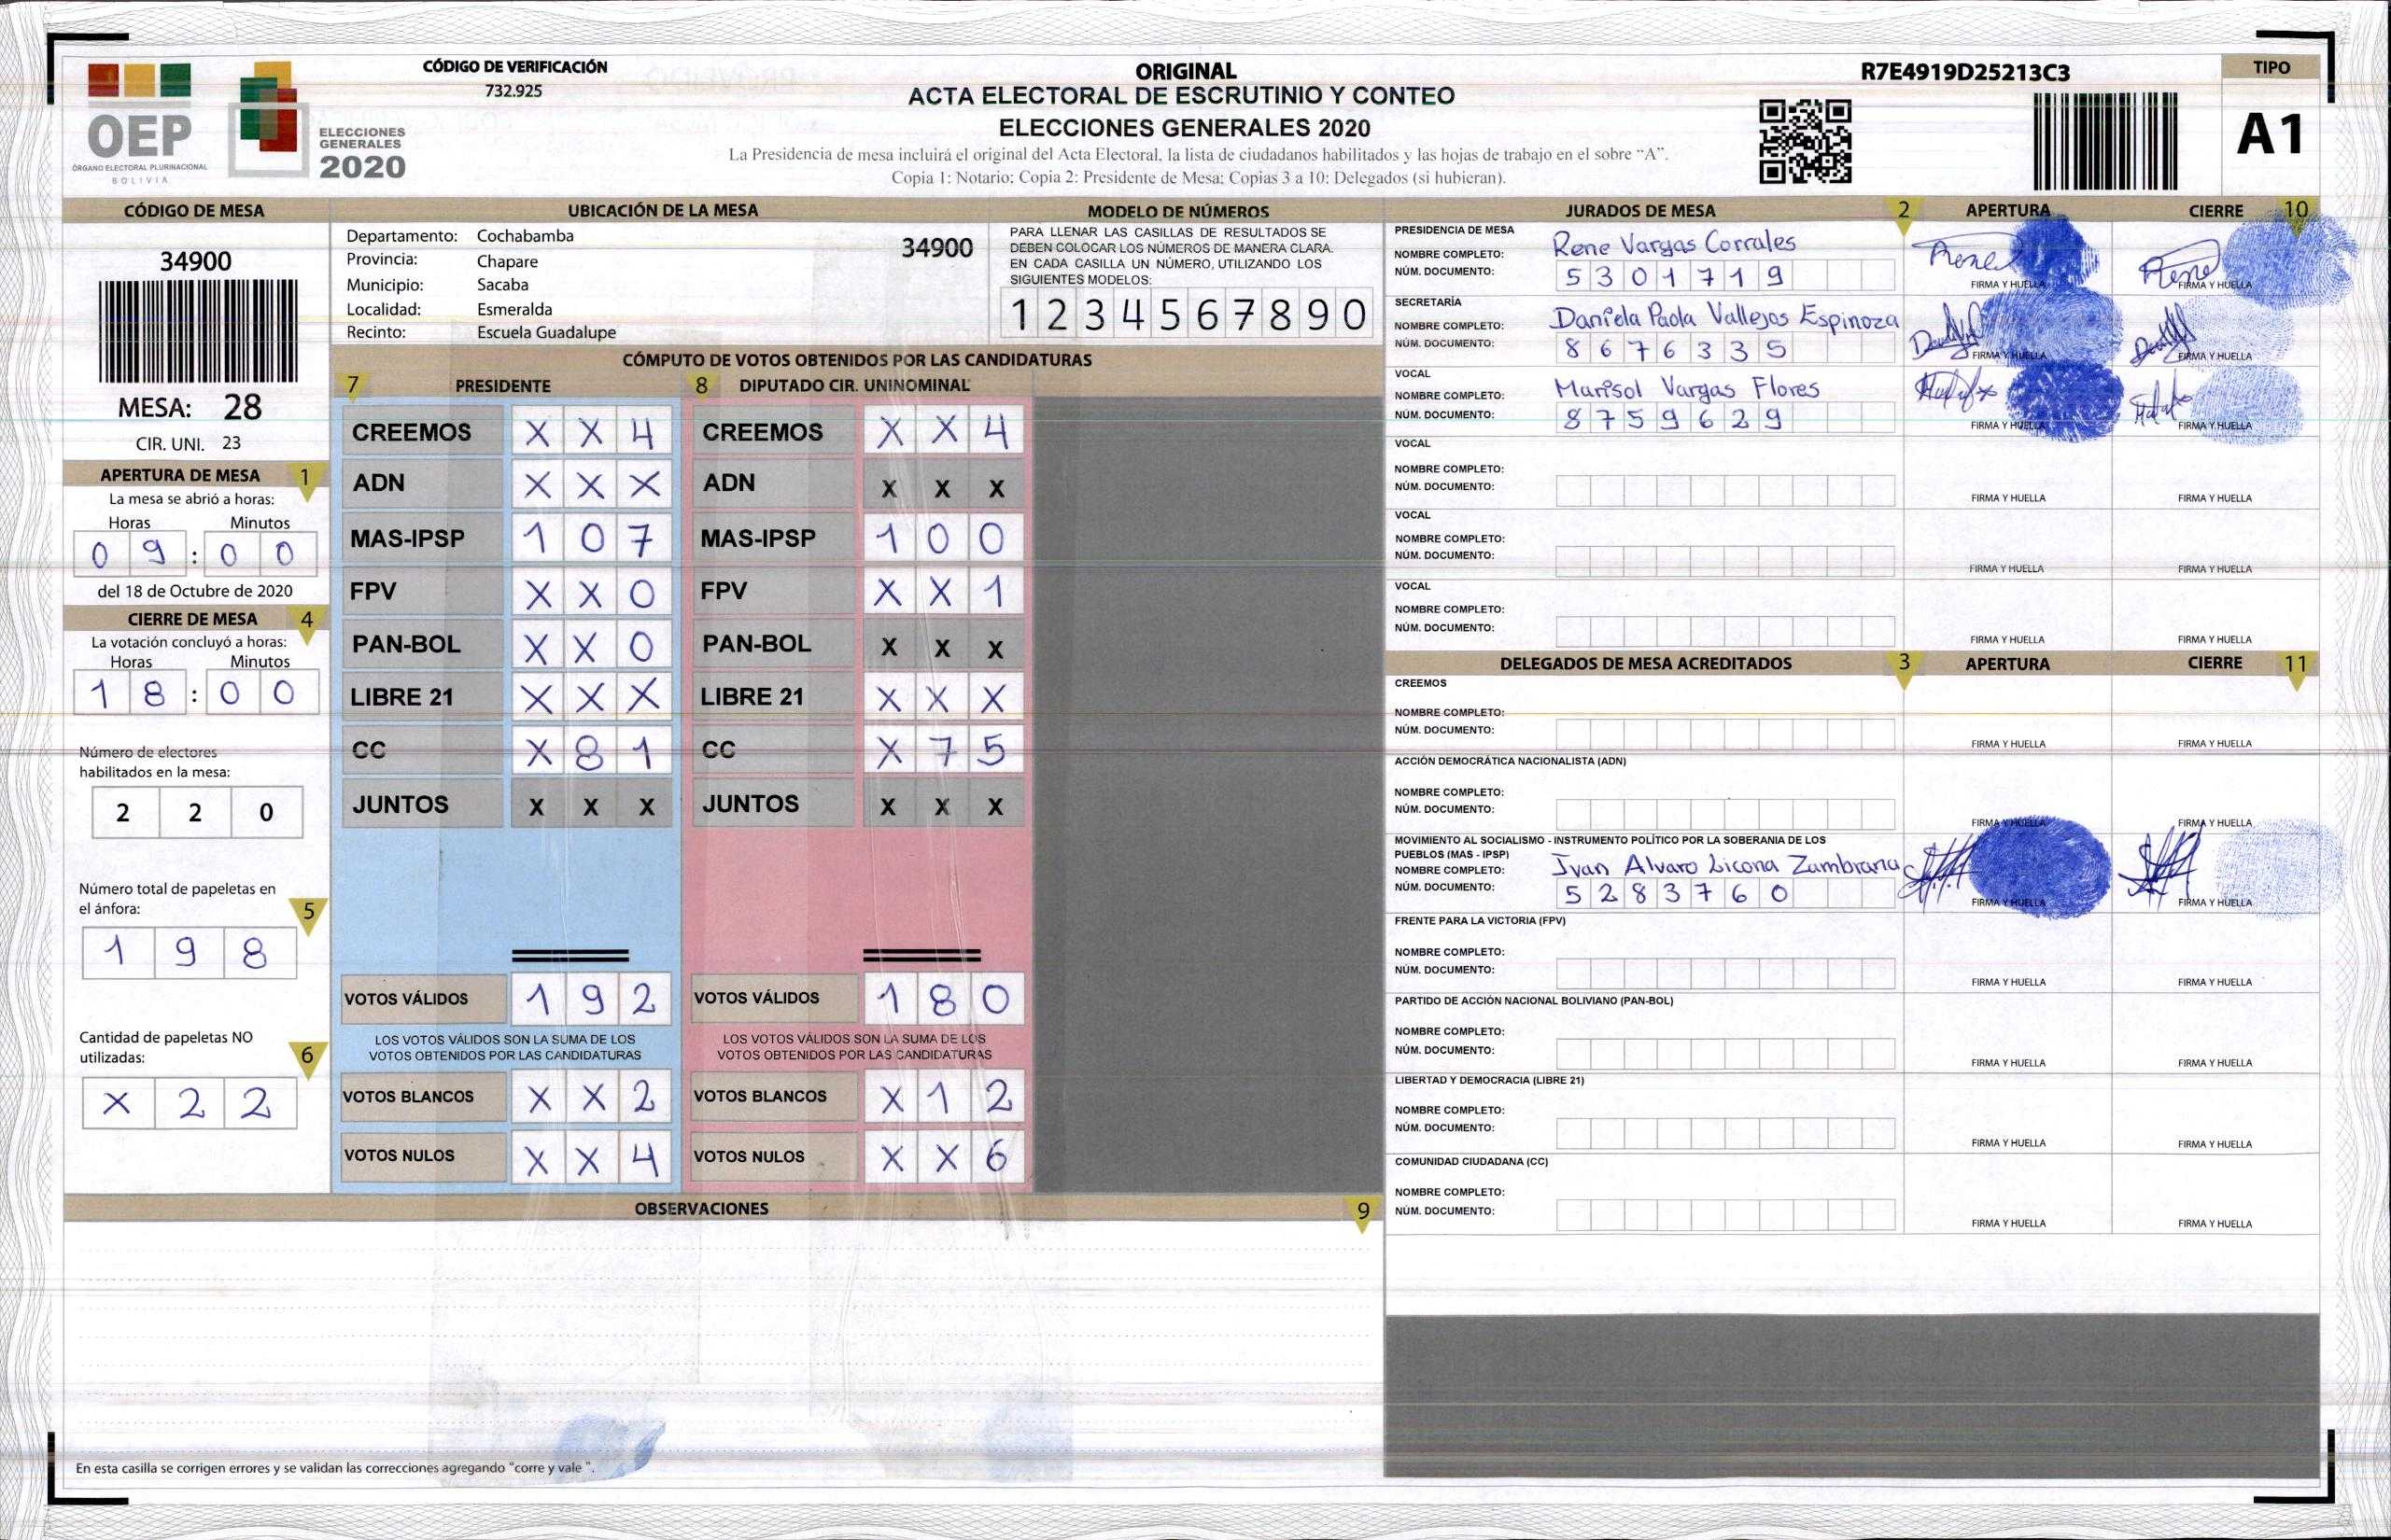 CÓDIGO DE VERIFICACIÓN
732.925
OEP
ÓRGANO ELECTORAL PLURINACIONAL
BOLIVIA
ELECCIONES
GENERALES
2020
ORIGINAL
ACTA ELECTORAL DE ESCRUTINIO Y CONTEO
ELECCIONES GENERALES 2020
La Presidencia de mesa incluirá el original del Acta Electoral, la lista de ciudadanos habilitados y las hojas de trabajo en el sobre "A".
Copia 1: Notario; Copia 2: Presidente de Mesa; Copias 3 a 10: Delegados (si hubieran).
R7E4919D25213C3
TIPO
A1
CÓDIGO DE MESA
34900
MESA: 28
CIR. UNI. 23
APERTURA DE MESA 1
La mesa se abrió a horas:
Horas Minutos
0 9 : 0 0
del 18 de Octubre de 2020
CIERRE DE MESA 4
La votación concluyó a horas:
Horas Minutos
1 8 : 0 0
Número de electores
habilitados en la mesa:
2 2 0
Número total de papeletas en
el ánfora: 5
1 9 8
Cantidad de papeletas NO
utilizadas: 6
X 2 2
UBICACIÓN DE LA MESA
Departamento: Cochabamba 34900
Provincia: Chapare
Municipio: Sacaba
Localidad: Esmeralda
Recinto: Escuela Guadalupe
MODELO DE NÚMEROS
PARA LLENAR LAS CASILLAS DE RESULTADOS SE
DEBEN COLOCAR LOS NÚMEROS DE MANERA CLARA.
EN CADA CASILLA UN NÚMERO, UTILIZANDO LOS
SIGUIENTES MODELOS:
1 2 3 4 5 6 7 8 9 0
CÓMPUTO DE VOTOS OBTENIDOS POR LAS CANDIDATURAS
7 PRESIDENTE 8 DIPUTADO CIR. UNINOMINAL
CREEMOS X X 4 CREEMOS X X 4
ADN X X X ADN X X X
MAS-IPSP 1 0 7 MAS-IPSP 1 0 0
FPV X X 0 FPV X X 1
PAN-BOL X X 0 PAN-BOL X X X
LIBRE 21 X X X LIBRE 21 X X X
CC X 8 1 CC X 7 5
JUNTOS X X X JUNTOS X X X
VOTOS VÁLIDOS 1 9 2 VOTOS VÁLIDOS 1 8 0
LOS VOTOS VÁLIDOS SON LA SUMA DE LOS LOS VOTOS VÁLIDOS SON LA SUMA DE LOS
VOTOS OBTENIDOS POR LAS CANDIDATURAS VOTOS OBTENIDOS POR LAS CANDIDATURAS
VOTOS BLANCOS X X 2 VOTOS BLANCOS X 1 2
VOTOS NULOS X X 4 VOTOS NULOS X X 6
OBSERVACIONES 9
En esta casilla se corrigen errores y se validan las correcciones agregando "corre y vale ".
JURADOS DE MESA 2 APERTURA CIERRE 10
PRESIDENCIA DE MESA
NOMBRE COMPLETO: Rene Vargas Corrales
NÚM. DOCUMENTO: 5 3 0 1 7 1 9
FIRMA Y HUELLA FIRMA Y HUELLA
SECRETARÍA
NOMBRE COMPLETO: Daniela Paola Vallejos Espinoza
NÚM. DOCUMENTO: 8 6 7 6 3 3 5
FIRMA Y HUELLA FIRMA Y HUELLA
VOCAL
NOMBRE COMPLETO: Marisol Vargas Flores
NÚM. DOCUMENTO: 8 7 5 9 6 2 9
FIRMA Y HUELLA FIRMA Y HUELLA
VOCAL
NOMBRE COMPLETO:
NÚM. DOCUMENTO:
FIRMA Y HUELLA FIRMA Y HUELLA
VOCAL
NOMBRE COMPLETO:
NÚM. DOCUMENTO:
FIRMA Y HUELLA FIRMA Y HUELLA
VOCAL
NOMBRE COMPLETO:
NÚM. DOCUMENTO:
FIRMA Y HUELLA FIRMA Y HUELLA
DELEGADOS DE MESA ACREDITADOS 3 APERTURA CIERRE 11
CREEMOS
NOMBRE COMPLETO:
NÚM. DOCUMENTO:
FIRMA Y HUELLA FIRMA Y HUELLA
ACCIÓN DEMOCRÁTICA NACIONALISTA (ADN)
NOMBRE COMPLETO:
NÚM. DOCUMENTO:
FIRMA Y HUELLA FIRMA Y HUELLA
MOVIMIENTO AL SOCIALISMO - INSTRUMENTO POLÍTICO POR LA SOBERANIA DE LOS
PUEBLOS (MAS - IPSP)
NOMBRE COMPLETO: Ivan Alvaro Licona Zambrana
NÚM. DOCUMENTO: 5 2 8 3 7 6 0
FIRMA Y HUELLA FIRMA Y HUELLA
FRENTE PARA LA VICTORIA (FPV)
NOMBRE COMPLETO:
NÚM. DOCUMENTO:
FIRMA Y HUELLA FIRMA Y HUELLA
PARTIDO DE ACCIÓN NACIONAL BOLIVIANO (PAN-BOL)
NOMBRE COMPLETO:
NÚM. DOCUMENTO:
FIRMA Y HUELLA FIRMA Y HUELLA
LIBERTAD Y DEMOCRACIA (LIBRE 21)
NOMBRE COMPLETO:
NÚM. DOCUMENTO:
FIRMA Y HUELLA FIRMA Y HUELLA
COMUNIDAD CIUDADANA (CC)
NOMBRE COMPLETO:
NÚM. DOCUMENTO:
FIRMA Y HUELLA FIRMA Y HUELLA